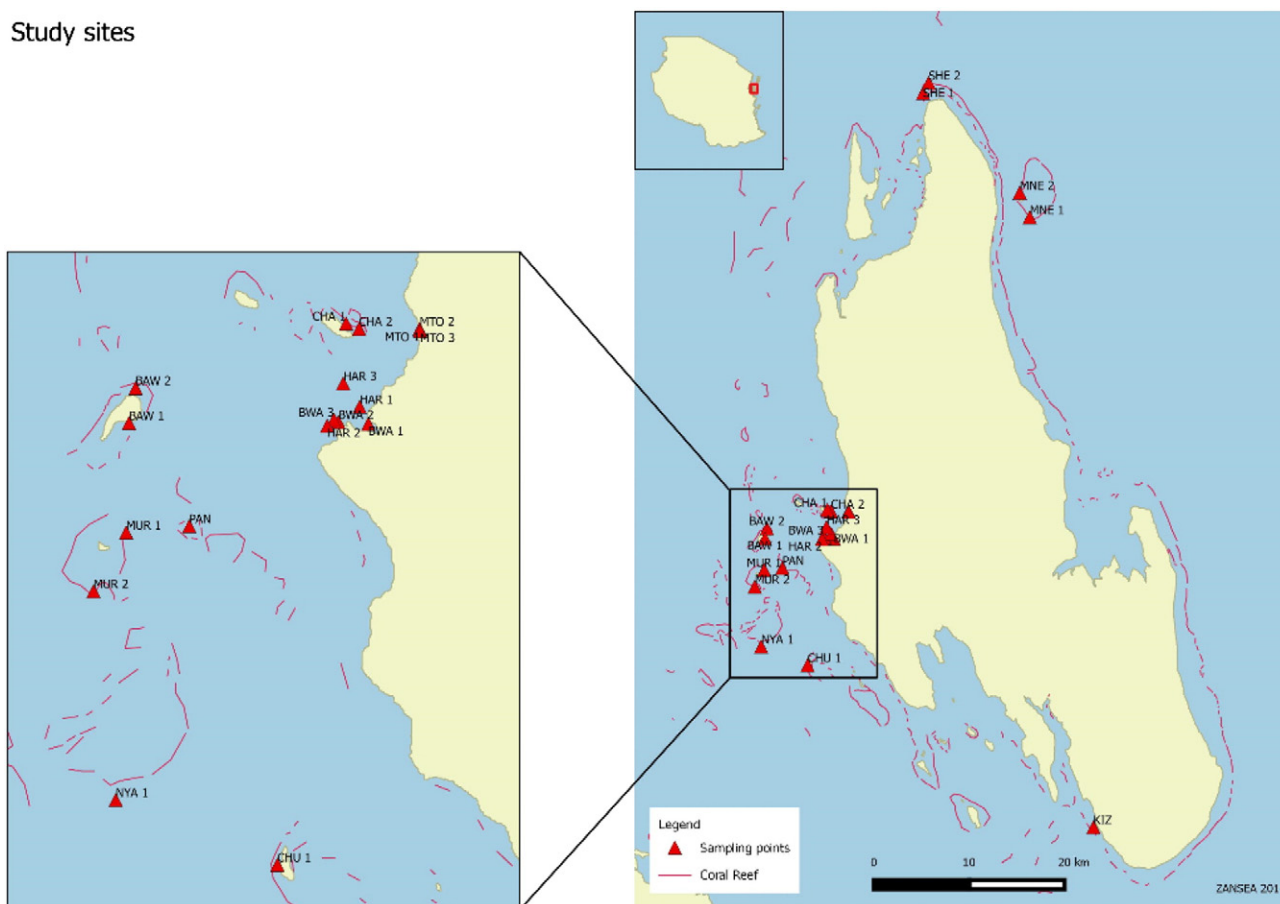 Study sites
SHE 2
SHE 1
MNE 2
MNE 1
CHA 1
CHA 2
MTO 2
MTO 1
MTO 3
HAR 3
BAW 2
HAR 1
BWA 3
BWA 2
BAW 1
HAR 2
BWA 1
MUR 1
PAN
MUR 2
NYA 1
CHU 1
CHA 1
CHA 2
BAW 2
HAR 3
BWA 3
BAW 1
HAR 2
BWA 1
MUR 1
PAN
MUR 2
NYA 1
CHU 1
KIZ
Legend
Sampling points
Coral Reef
0 10 20 km
ZANSEA 201